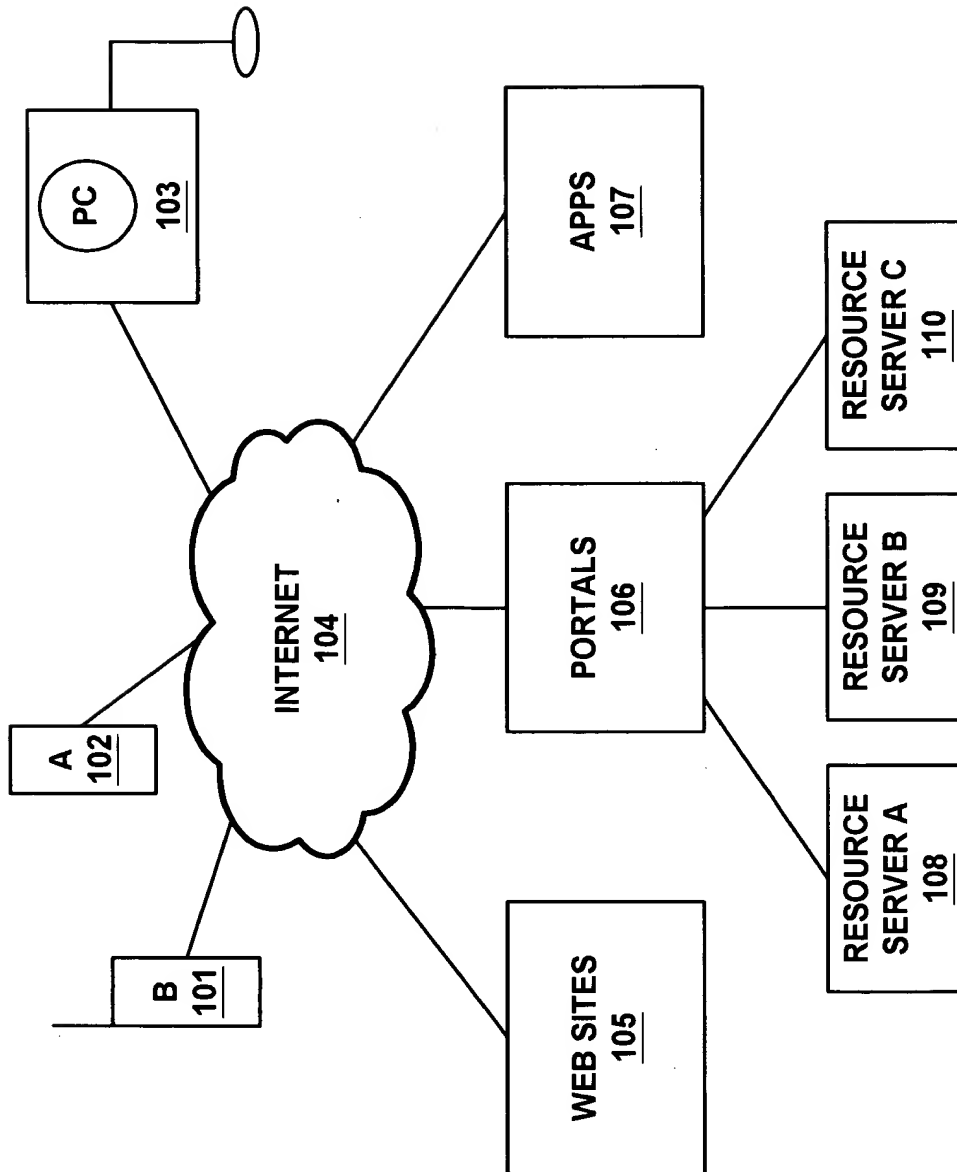 B
101
A
102
PC
103
INTERNET
104
WEB SITES
105
PORTALS
106
APPS
107
RESOURCE
SERVER A
108
RESOURCE
SERVER B
109
RESOURCE
SERVER C
110